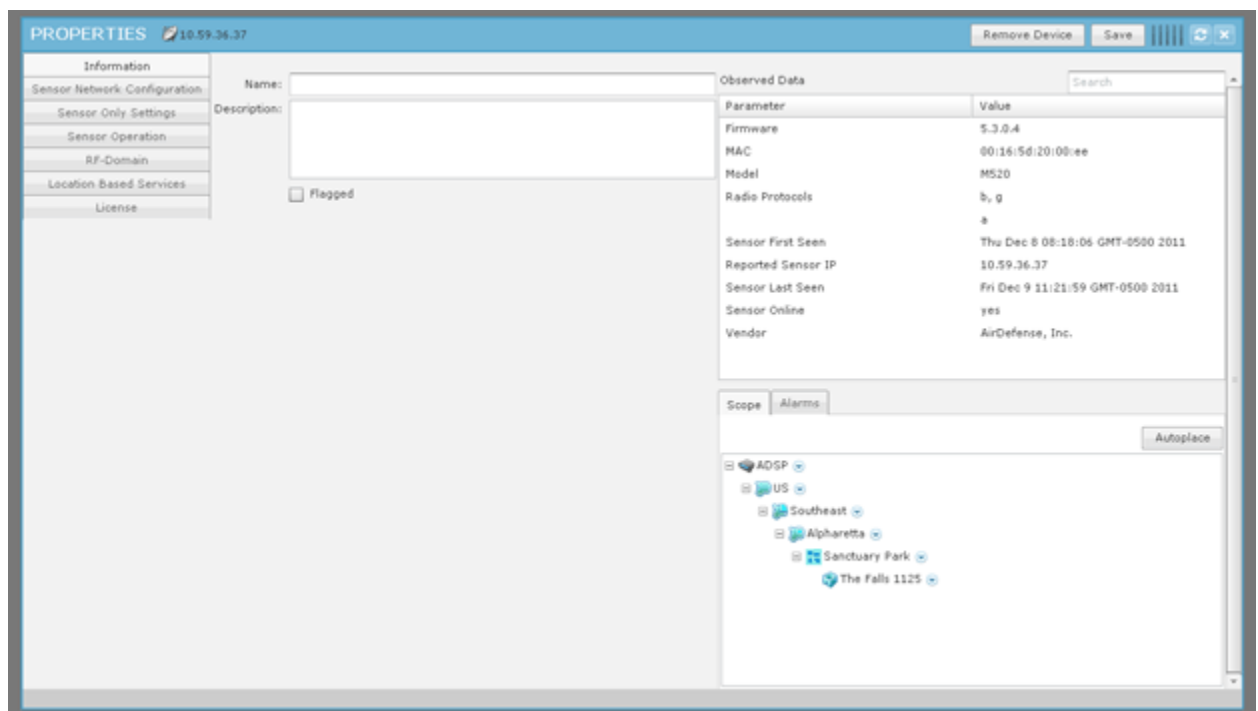 PROPERTIES 10.59.36.37
Remove Device Save
Information
Sensor Network Configuration
Sensor Only Settings
Sensor Operation
RF-Domain
Location Based Services
License
Name:
Description:
Flagged
Observed Data Search
Parameter Value
Firmware 5.3.0.4
MAC 00:16:5d:20:00:ee
Model M520
Radio Protocols b, g
a
Sensor First Seen Thu Dec 8 08:18:06 GMT-0500 2011
Reported Sensor IP 10.59.36.37
Sensor Last Seen Fri Dec 9 11:21:59 GMT-0500 2011
Sensor Online yes
Vendor AirDefense, Inc.
Scope Alarms
Autoplace
ADSP
US
Southeast
Alpharetta
Sanctuary Park
The Falls 1125